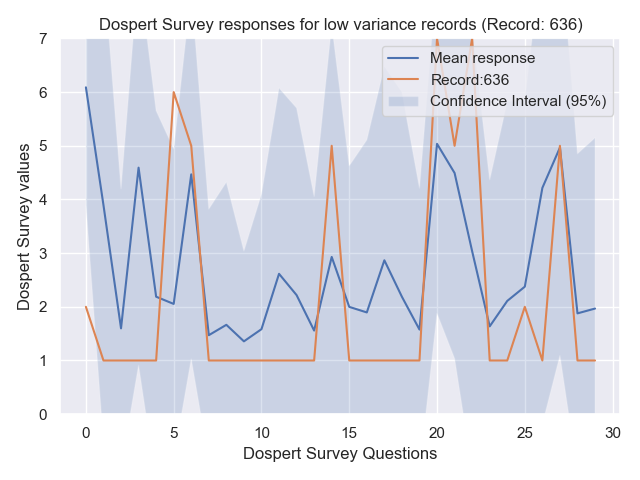 Dospert Survey responses for low variance records (Record: 636)
Mean response
Record:636
Confidence Interval (95%)
Dospert Survey values
7
6
5
4
3
2
1
0
0 5 10 15 20 25 30
Dospert Survey Questions